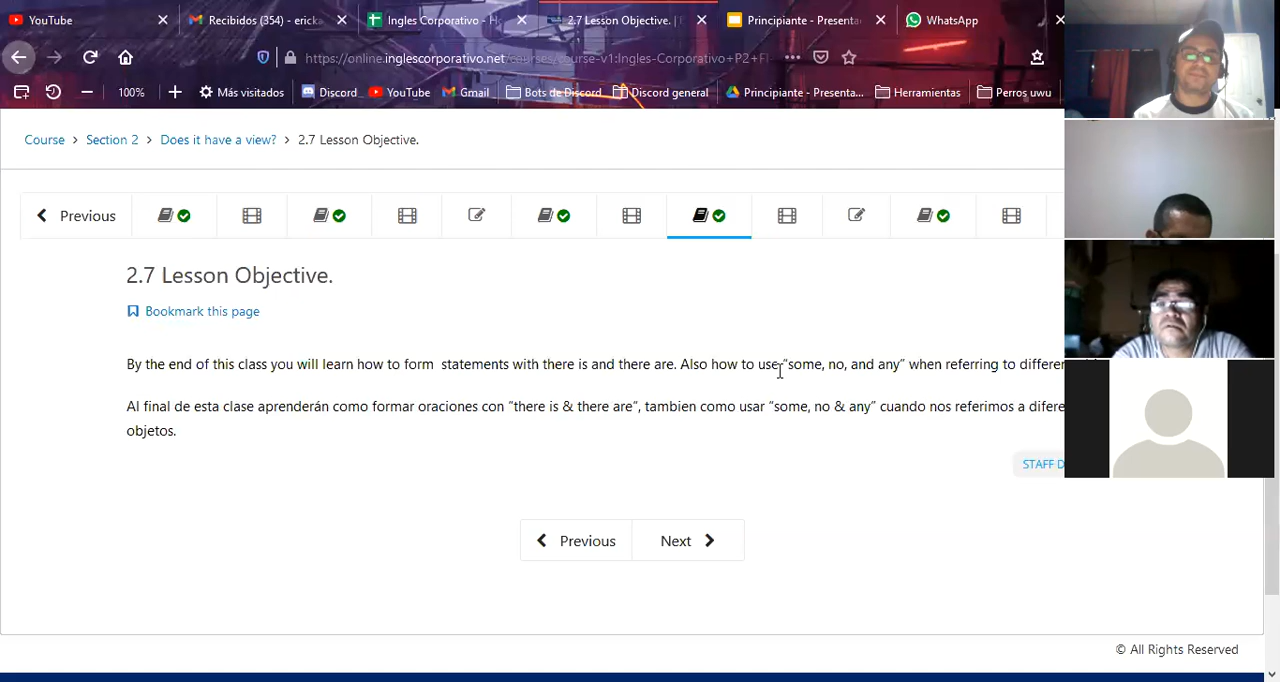 YouTube
Recibidos (354) - ericka
Ingles Corporativo - Ho
2.7 Lesson Objective. |
Principiante - Presenta
WhatsApp
https://online.inglescorporativo.net/courses/course-v1:Ingles-Corporativo+P2+Fl
100%
Más visitados
Discord
YouTube
Gmail
Bots de Discord
Discord general
Principiante - Presenta...
Herramientas
Perros uwu
Course > Section 2 > Does it have a view? > 2.7 Lesson Objective.
Previous
2.7 Lesson Objective.
Bookmark this page
By the end of this class you will learn how to form statements with there is and there are. Also how to use “some, no, and any” when referring to differen
Al final de esta clase aprenderán como formar oraciones con “there is & there are”, tambien como usar “some, no & any” cuando nos referimos a difere
objetos.
STAFF D
Previous
Next
© All Rights Reserved